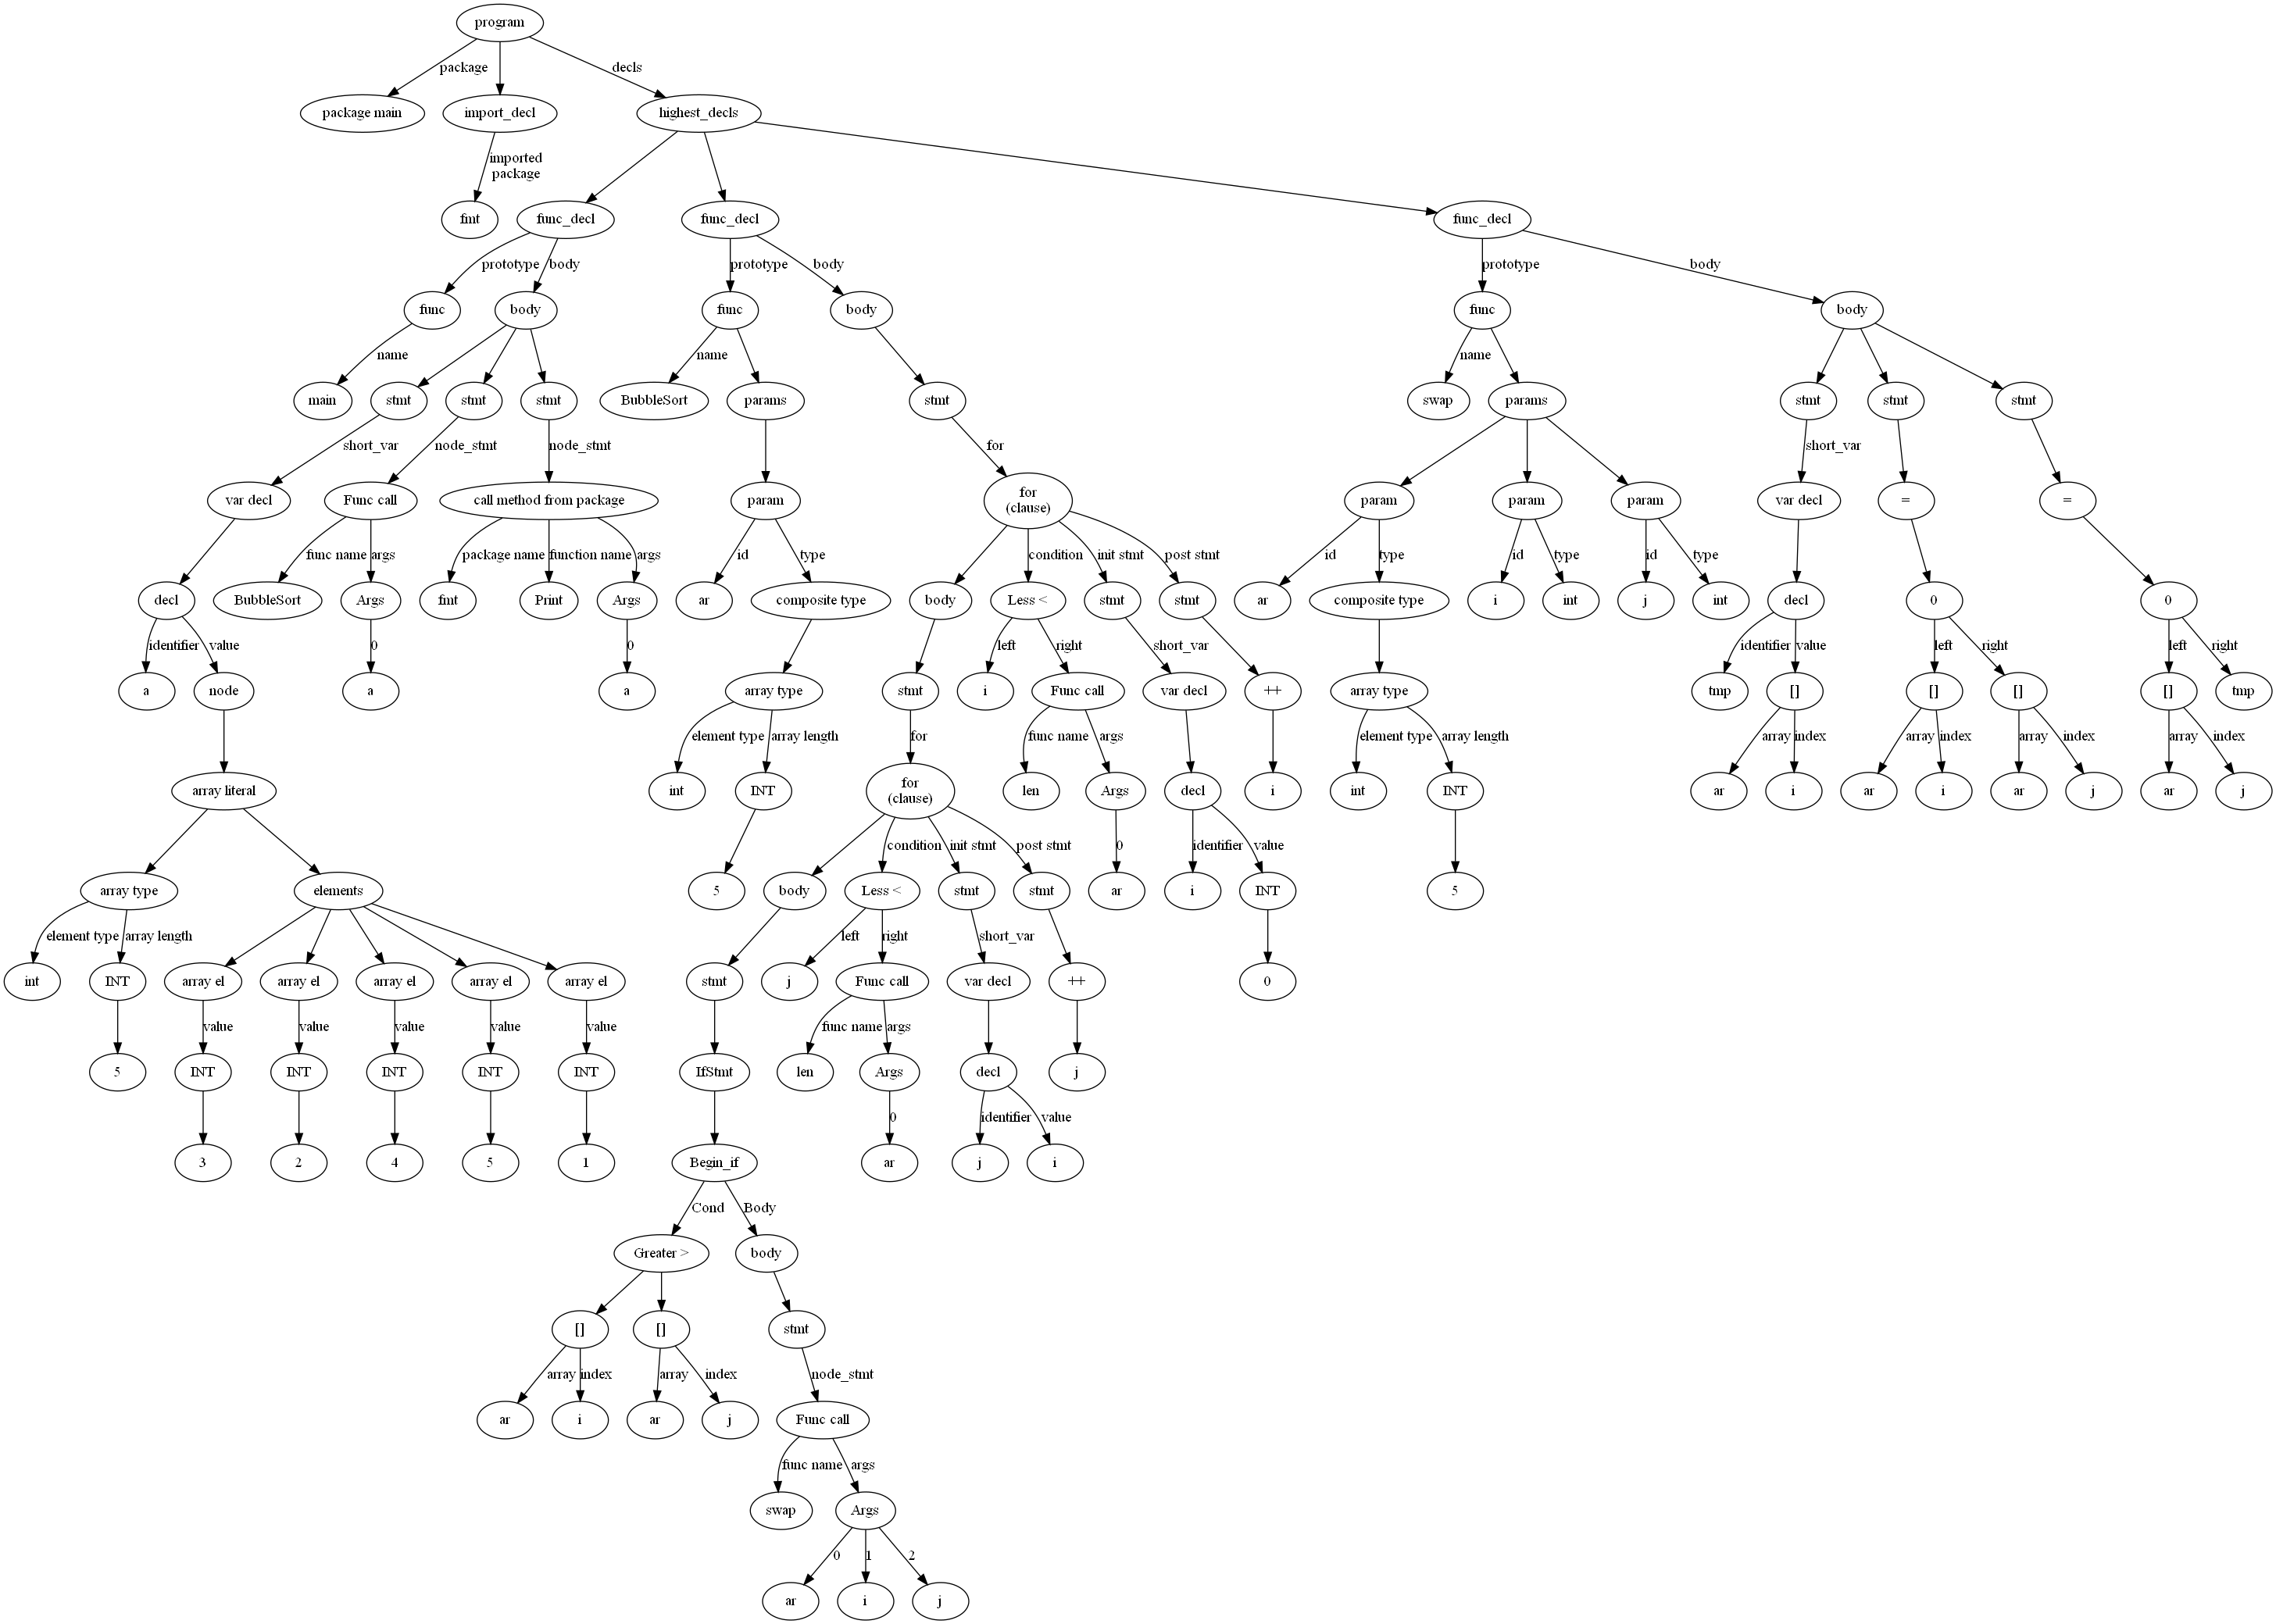 program
package
decls
package main
import_decl
highest_decls
imported
package
fmt
func_decl
func_decl
func_decl
prototype
body
prototype
body
prototype
body
func
body
func
body
func
body
name
name
name
main
stmt
stmt
stmt
BubbleSort
params
stmt
swap
params
stmt
stmt
stmt
short_var
node_stmt
node_stmt
for
short_var
var decl
Func call
call method from package
param
for
(clause)
param
param
param
var decl
=
=
func name
args
package name
function name
args
id
type
condition
init stmt
post stmt
id
type
id
type
id
type
decl
BubbleSort
Args
fmt
Print
Args
ar
composite type
body
Less <
stmt
stmt
ar
composite type
i
int
j
int
decl
0
0
identifier
value
0
0
left
right
short_var
identifier
value
left
right
left
right
a
node
a
a
array type
stmt
i
Func call
var decl
++
array type
tmp
[]
[]
[]
[]
tmp
element type
array length
for
func name
args
element type
array length
array
index
array
index
array
index
array
index
array literal
int
INT
for
(clause)
len
Args
decl
i
int
INT
ar
i
ar
i
ar
j
ar
j
condition
init stmt
post stmt
0
identifier
value
array type
elements
5
body
Less <
stmt
stmt
ar
i
INT
5
element type
array length
left
right
short_var
int
INT
array el
array el
array el
array el
array el
stmt
j
Func call
var decl
++
0
value
value
value
value
value
func name
args
5
INT
INT
INT
INT
INT
IfStmt
len
Args
decl
j
0
identifier
value
3
2
4
5
1
Begin_if
ar
j
i
Cond
Body
Greater >
body
[]
[]
stmt
array
index
array
index
node_stmt
ar
i
ar
j
Func call
func name
args
swap
Args
0
1
2
ar
i
j